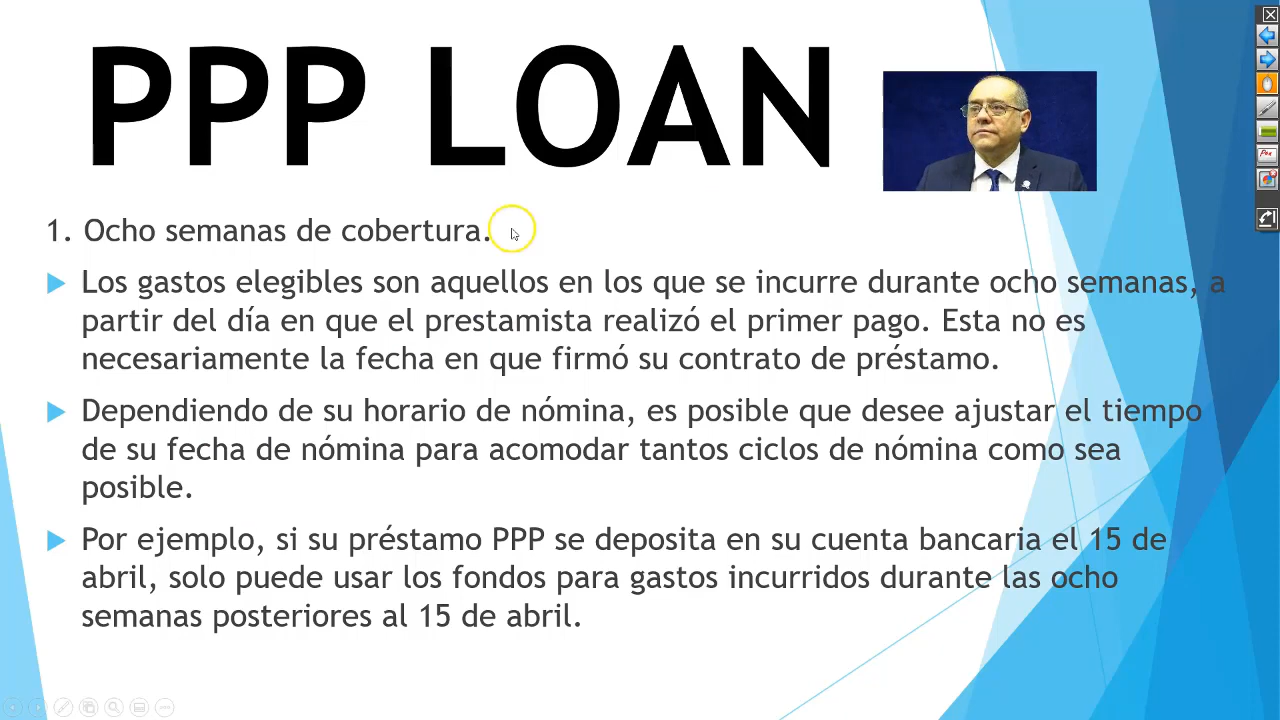 PPP LOAN
1. Ocho semanas de cobertura.
Los gastos elegibles son aquellos en los que se incurre durante ocho semanas, a
partir del día en que el prestamista realizó el primer pago. Esta no es
necesariamente la fecha en que firmó su contrato de préstamo.
Dependiendo de su horario de nómina, es posible que desee ajustar el tiempo
de su fecha de nómina para acomodar tantos ciclos de nómina como sea
posible.
Por ejemplo, si su préstamo PPP se deposita en su cuenta bancaria el 15 de
abril, solo puede usar los fondos para gastos incurridos durante las ocho
semanas posteriores al 15 de abril.